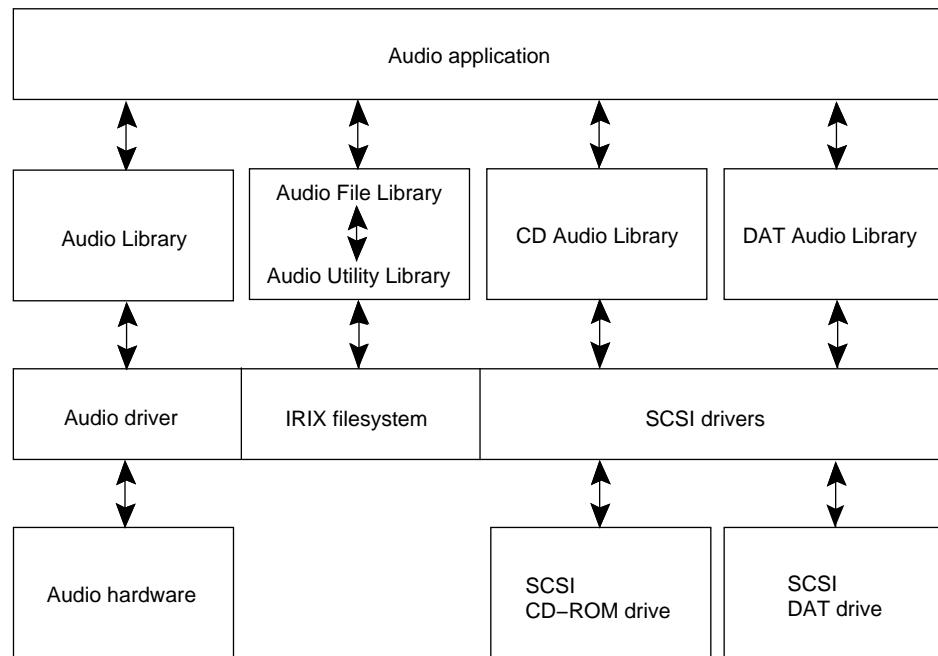 Audio application
Audio Library
Audio File Library
Audio Utility Library
CD Audio Library
DAT Audio Library
Audio driver
IRIX filesystem
SCSI drivers
Audio hardware
SCSI
CD−ROM drive
SCSI
DAT drive